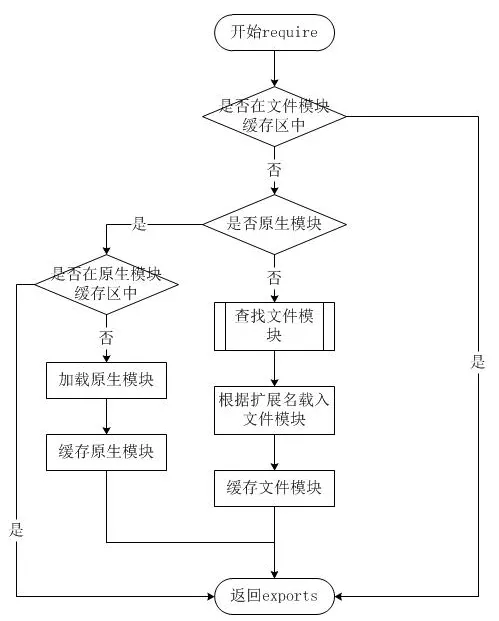 开始require
是否在文件模块
缓存区中
否
是
是否原生模块
是否在原生模块
缓存区中
否
查找文件模
块
是
否
加载原生模块
根据扩展名载入
文件模块
缓存原生模块
缓存文件模块
是
返回exports